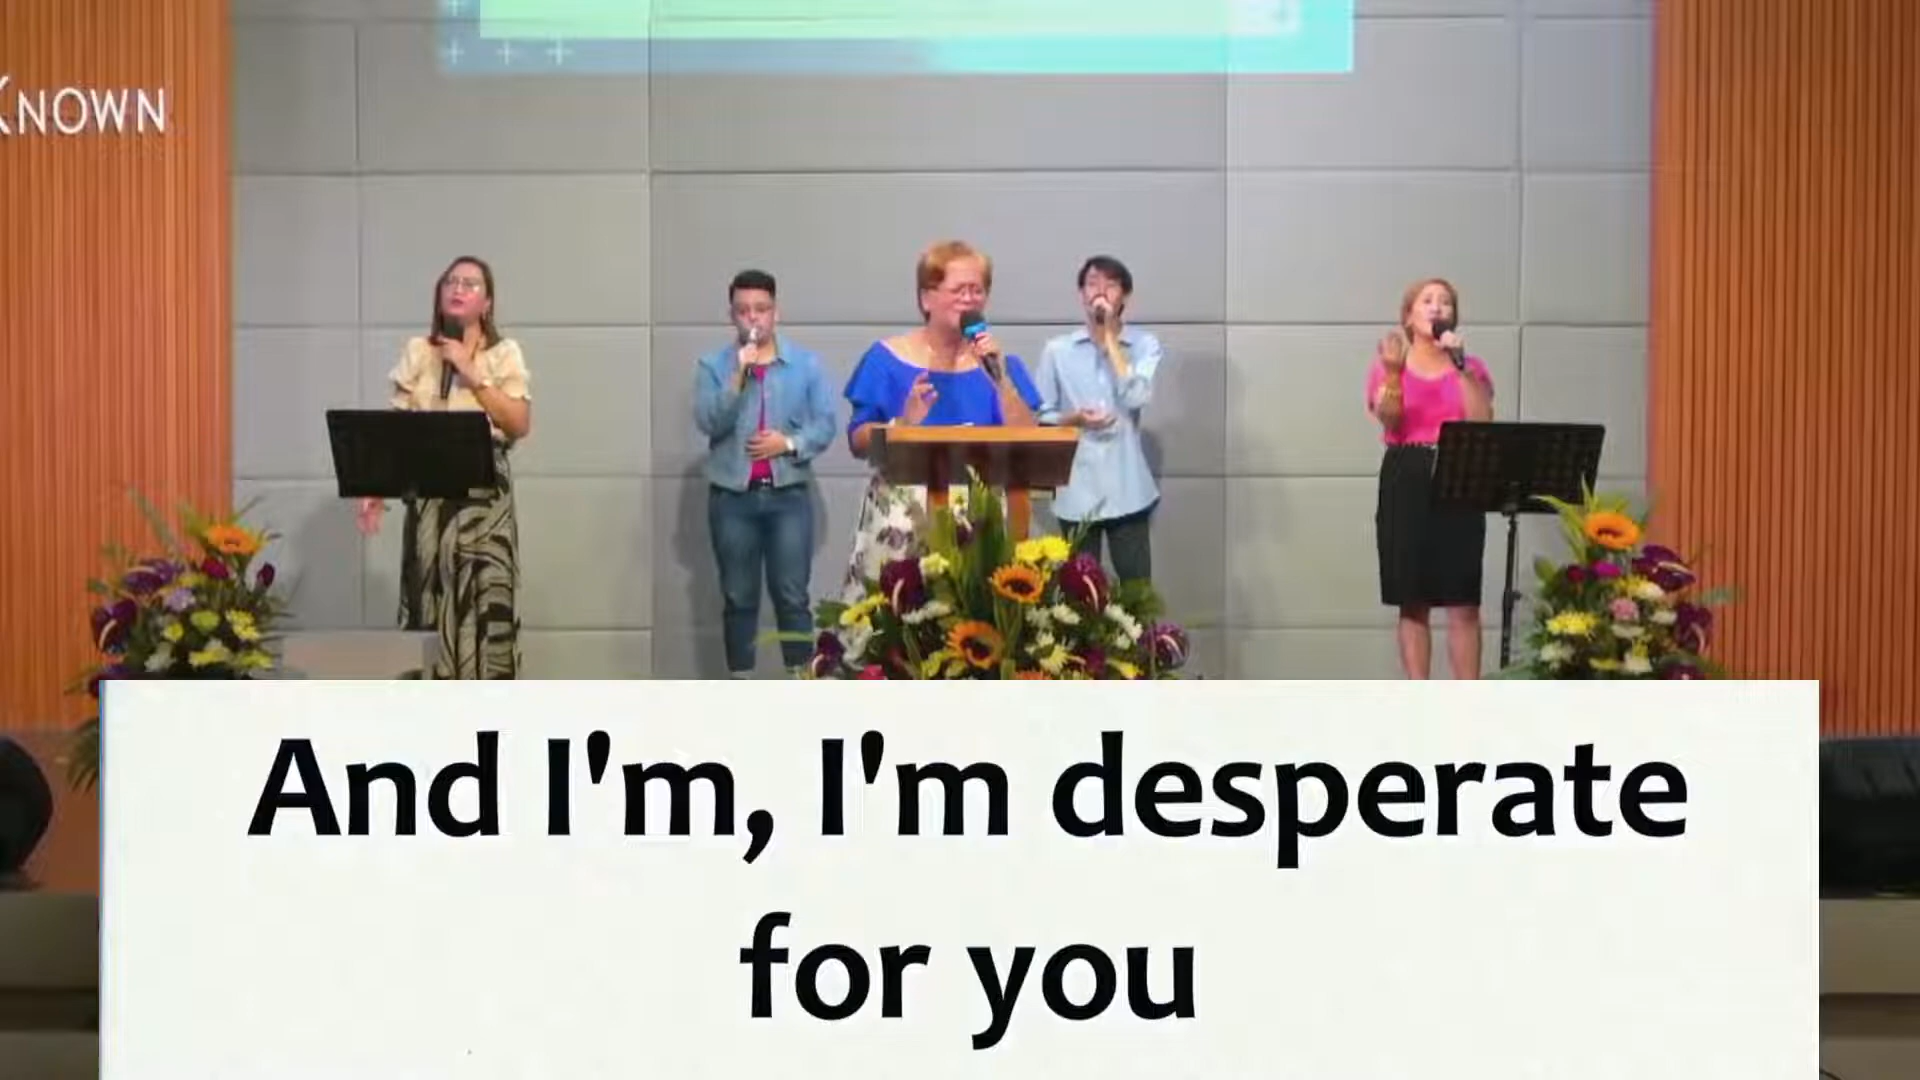 KNOWN
And I'm, I'm desperate
for you